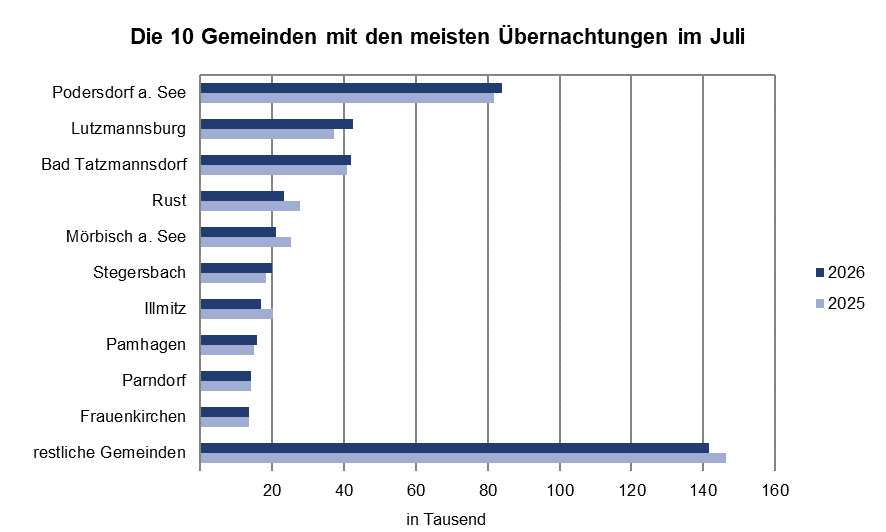 Die 10 Gemeinden mit den meisten Übernachtungen im Juli
Podersdorf a. See
Lutzmannsburg
Bad Tatzmannsdorf
Rust
Mörbisch a. See
Stegersbach
Illmitz
Pamhagen
Parndorf
Frauenkirchen
restliche Gemeinden
2026
2025
20 40 60 80 100 120 140 160
in Tausend